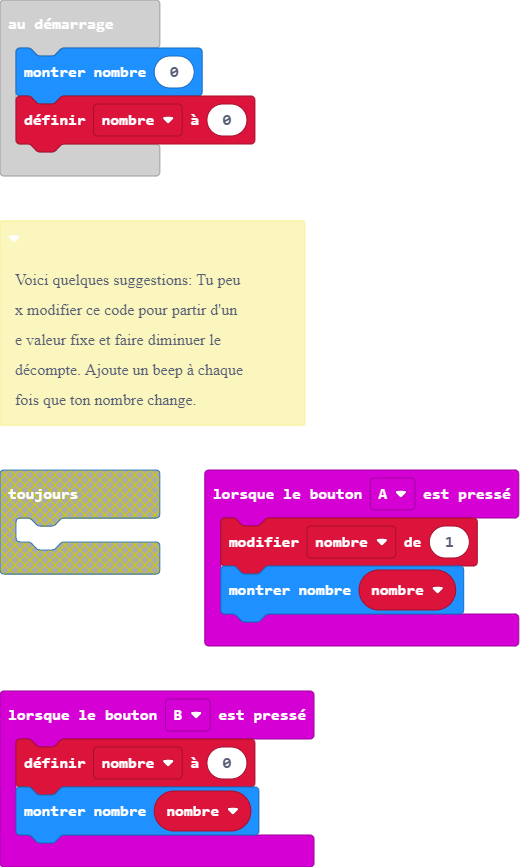 au démarrage
montrer nombre 0
définir nombre à 0
Voici quelques suggestions: Tu peu
x modifier ce code pour partir d'un
e valeur fixe et faire diminuer le
décompte. Ajoute un beep à chaque
fois que ton nombre change.
toujours
lorsque le bouton A est pressé
modifier nombre de 1
montrer nombre nombre
lorsque le bouton B est pressé
définir nombre à 0
montrer nombre nombre